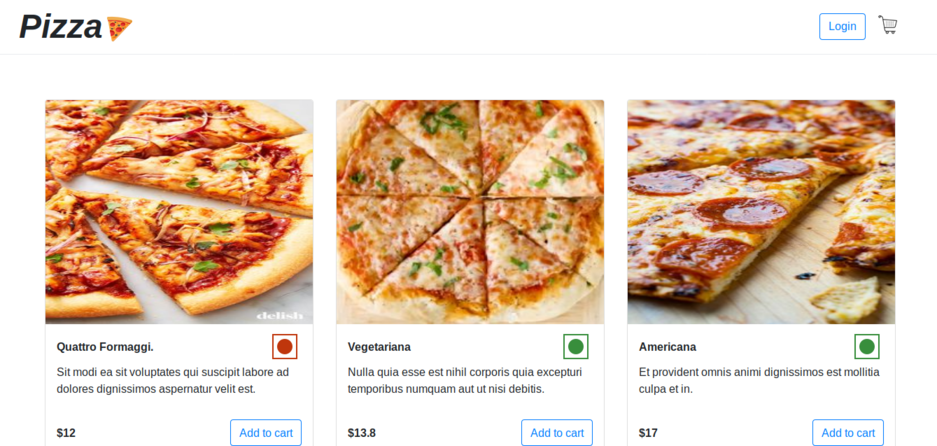 Pizza
Login
delish
Quattro Formaggi.
Sit modi ea sit voluptates qui suscipit labore ad
dolores dignissimos aspernatur velit est.
$12
Add to cart
Vegetariana
Nulla quia esse est nihil corporis quia excepturi
temporibus numquam aut ut nisi debitis.
$13.8
Add to cart
Americana
Et provident omnis animi dignissimos est mollitia
culpa et in.
$17
Add to cart